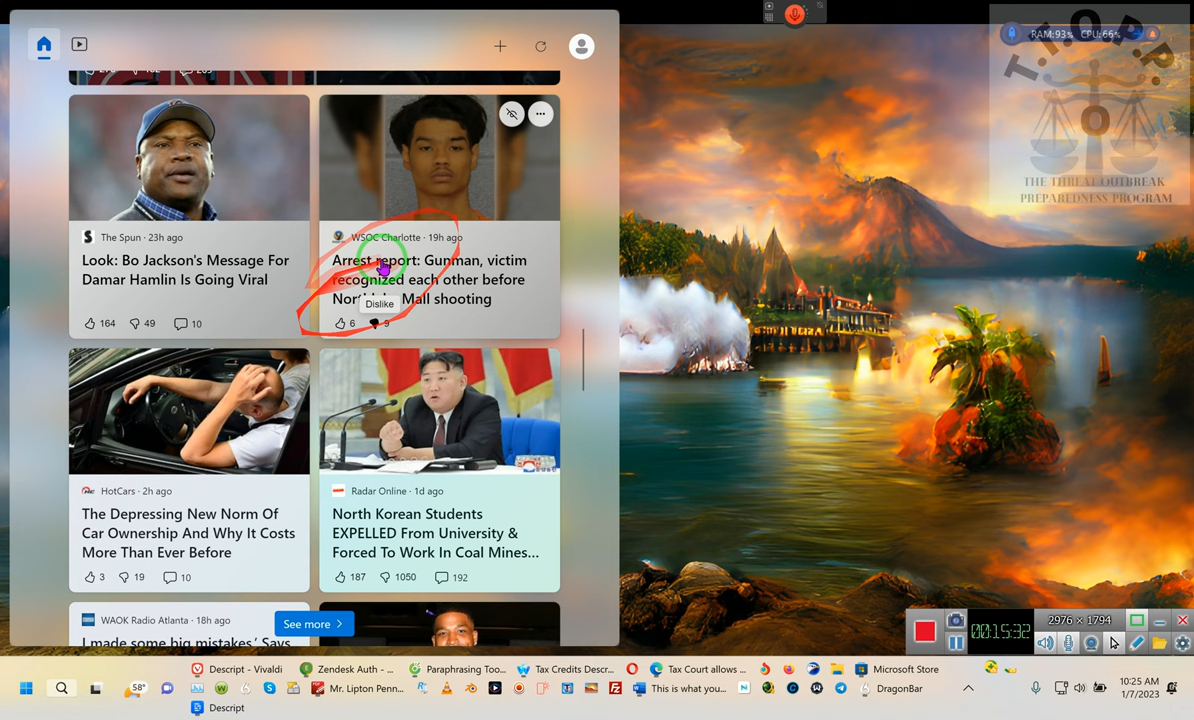 RAM:93% CPU:66%
T.T.O.P.P.
THE THREAT OUTBREAK
PREPAREDNESS PROGRAM
The Spun · 23h ago
Look: Bo Jackson's Message For
Damar Hamlin Is Going Viral
164 49 10
WSOC Charlotte · 19h ago
Arrest report: Gunman, victim
recognized each other before
Mall shooting
Dislike
6 9
HotCars · 2h ago
The Depressing New Norm Of
Car Ownership And Why It Costs
More Than Ever Before
3 19 10
Radar Online · 1d ago
North Korean Students
EXPELLED From University &
Forced To Work In Coal Mines...
187 1050 192
WAOK Radio Atlanta · 18h ago
I made some big mistakes,' Says
See more
00:15:32
2976 × 1794
Descript - Vivaldi
Zendesk Auth - ...
Paraphrasing Too...
Tax Credits Descr...
Tax Court allows ...
Microsoft Store
58°
Mr. Lipton Penn...
This is what you...
DragonBar
Descript
10:25 AM
1/7/2023